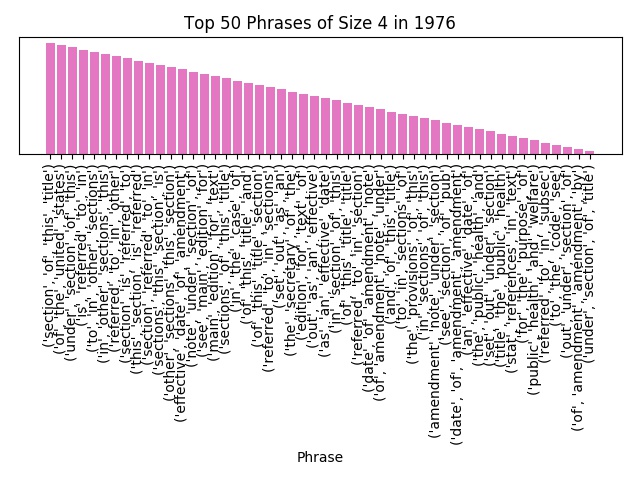 Top 50 Phrases of Size 4 in 1976
('section', 'of', 'this', 'title')
('of', 'the', 'united', 'states')
('under', 'section', 'of', 'this')
('is', 'referred', 'to', 'in')
('to', 'in', 'other', 'sections')
('in', 'other', 'sections', 'this')
('referred', 'to', 'in', 'other')
('section', 'is', 'referred', 'to')
('this', 'section', 'is', 'referred')
('section', 'referred', 'to', 'in')
('sections', 'this', 'section', 'is')
('other', 'sections', 'this', 'section')
('effective', 'date', 'of', 'amendment')
('note', 'under', 'section', 'of')
('see', 'main', 'edition', 'for')
('main', 'edition', 'for', 'text')
('sections', 'of', 'this', 'title')
('in', 'the', 'case', 'of')
('of', 'this', 'title', 'and')
('of', 'this', 'title', 'section')
('referred', 'to', 'in', 'sections')
('set', 'out', 'as', 'an')
('the', 'secretary', 'of', 'the')
('edition', 'for', 'text', 'of')
('out', 'as', 'an', 'effective')
('as', 'an', 'effective', 'date')
('in', 'section', 'of', 'this')
('of', 'this', 'title', 'title')
('referred', 'to', 'in', 'section')
('date', 'of', 'amendment', 'note')
('of', 'amendment', 'note', 'under')
('and', 'of', 'this', 'title')
('to', 'in', 'sections', 'of')
('the', 'provisions', 'of', 'this')
('in', 'sections', 'of', 'this')
('amendment', 'note', 'under', 'section')
('see', 'section', 'of', 'pub')
('date', 'of', 'amendment', 'amendment')
('an', 'effective', 'date', 'of')
('the', 'public', 'health', 'and')
('set', 'out', 'under', 'section')
('title', 'the', 'public', 'health')
('stat', 'references', 'in', 'text')
('for', 'the', 'purpose', 'of')
('public', 'health', 'and', 'welfare')
('referred', 'to', 'in', 'subsec')
('to', 'the', 'code', 'see')
('out', 'under', 'section', 'of')
('of', 'amendment', 'amendment', 'by')
('under', 'section', 'of', 'title')
Phrase